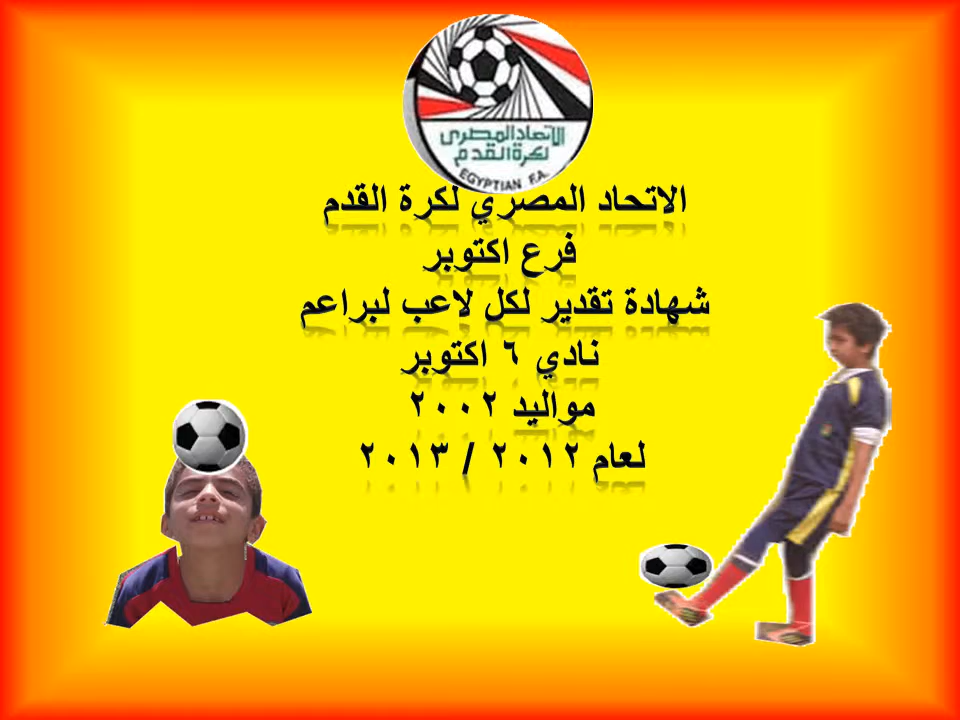 الاتحاد المصرى
لكرة القدم
EGYPTIAN F.A.
الاتحاد المصري لكرة القدم
فرع اكتوبر
شهادة تقدير لكل لاعب لبراعم
نادي ٦ اكتوبر
مواليد ٢٠٠٢
لعام ٢٠١٢ / ٢٠١٣